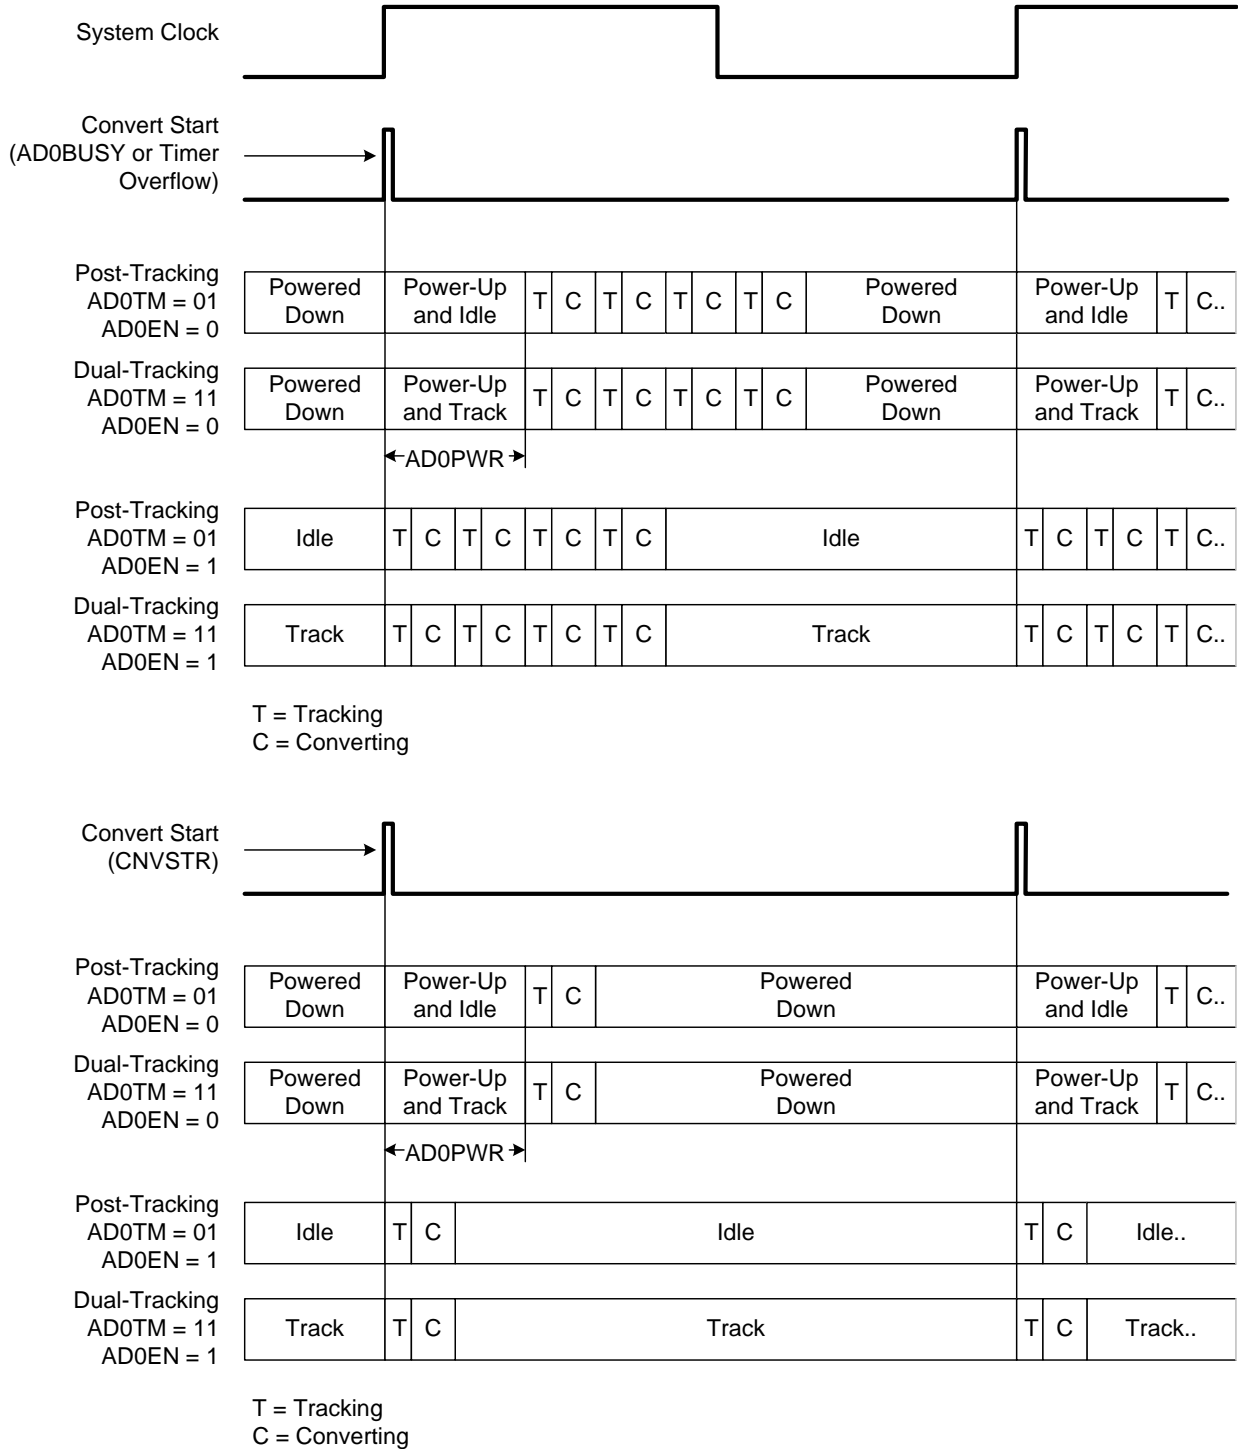 System Clock
Convert Start
(AD0BUSY or Timer
Overflow)
Post-Tracking
AD0TM = 01
AD0EN = 0
Powered
Down
Power-Up
and Idle
T C T C T C T C
Powered
Down
Power-Up
and Idle
T C..
Dual-Tracking
AD0TM = 11
AD0EN = 0
Powered
Down
Power-Up
and Track
T C T C T C T C
Powered
Down
Power-Up
and Track
T C..
AD0PWR
Post-Tracking
AD0TM = 01
AD0EN = 1
Idle T C T C T C T C Idle T C T C T C..
Dual-Tracking
AD0TM = 11
AD0EN = 1
Track T C T C T C T C Track T C T C T C..
T = Tracking
C = Converting
Convert Start
(CNVSTR)
Post-Tracking
AD0TM = 01
AD0EN = 0
Powered
Down
Power-Up
and Idle
T C
Powered
Down
Power-Up
and Idle
T C..
Dual-Tracking
AD0TM = 11
AD0EN = 0
Powered
Down
Power-Up
and Track
T C
Powered
Down
Power-Up
and Track
T C..
AD0PWR
Post-Tracking
AD0TM = 01
AD0EN = 1
Idle T C Idle T C Idle..
Dual-Tracking
AD0TM = 11
AD0EN = 1
Track T C Track T C Track..
T = Tracking
C = Converting